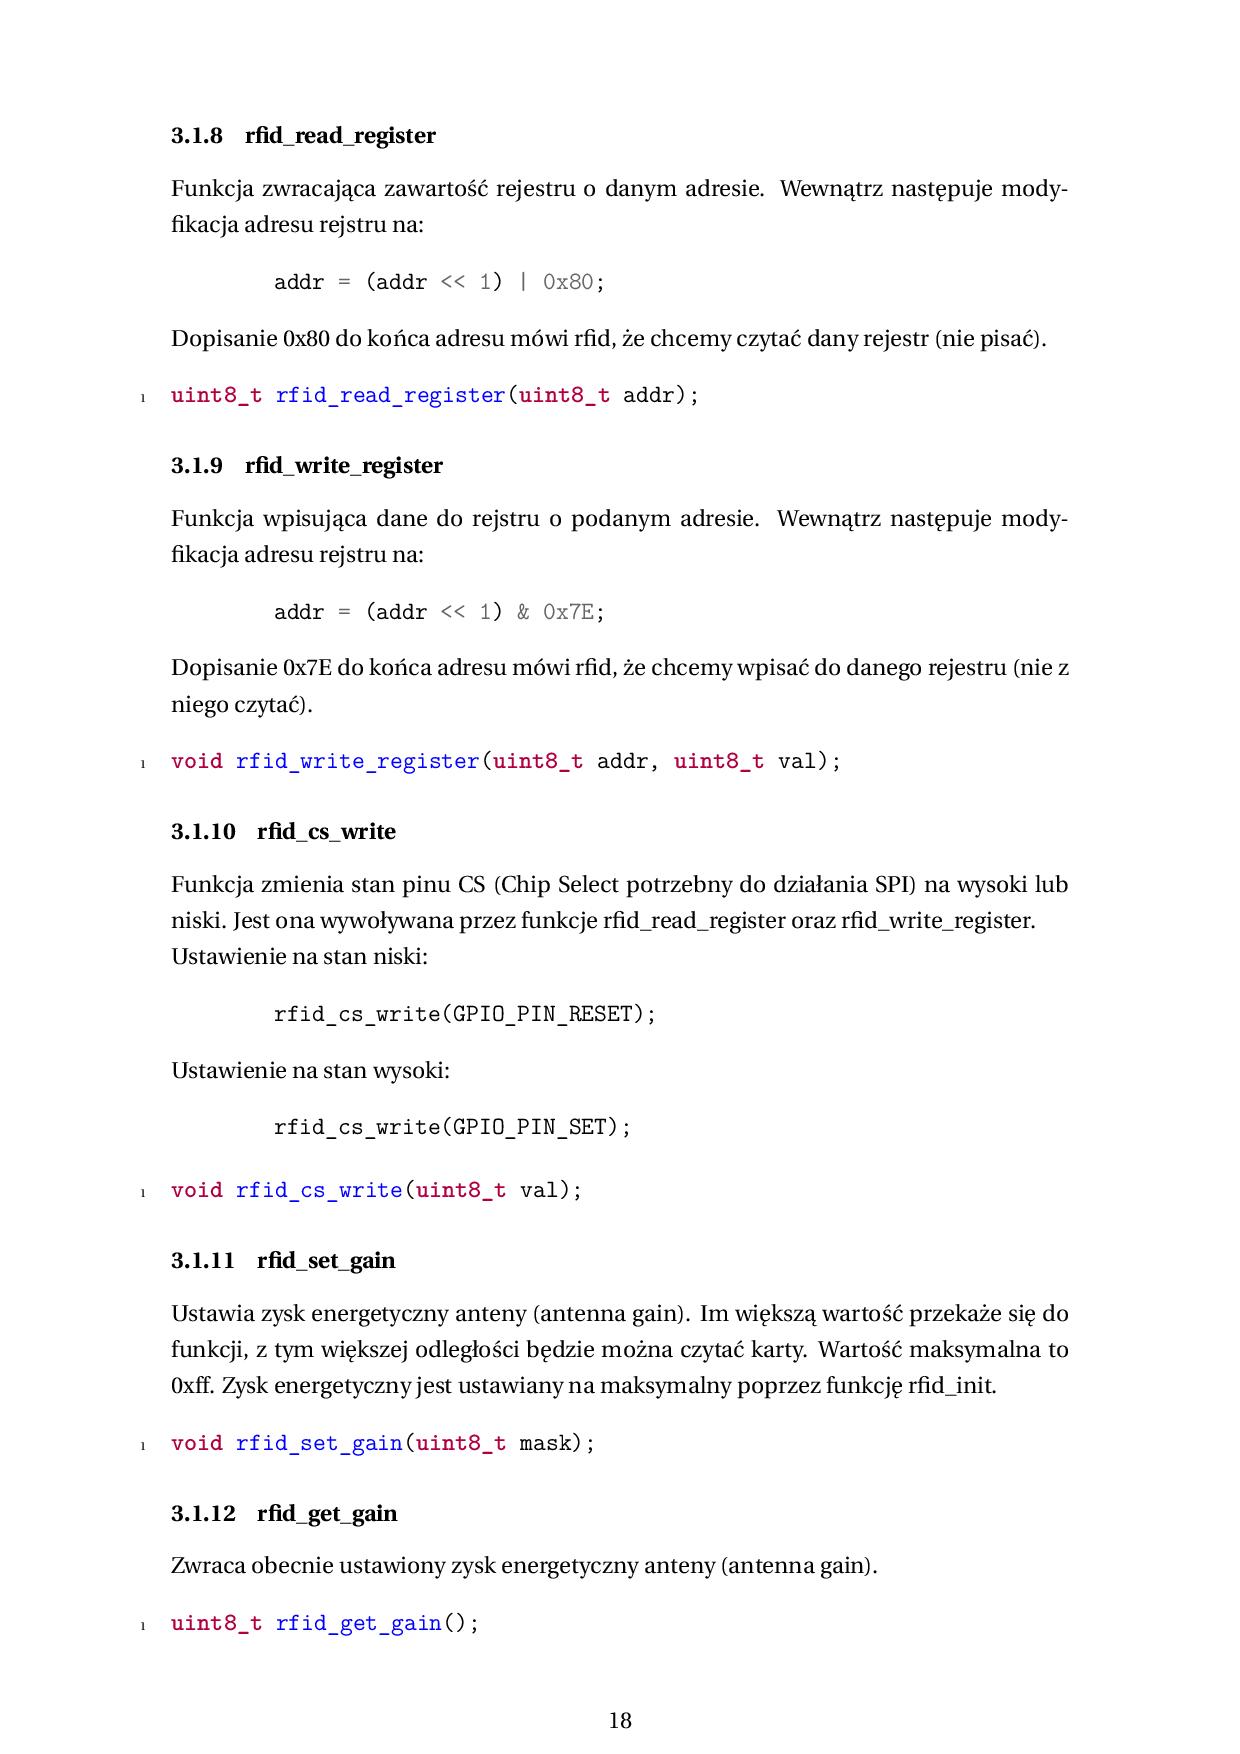 3.1.8 rfid_read_register
Funkcja zwracająca zawartość rejestru o danym adresie. Wewnątrz następuje mody-
fikacja adresu rejstru na:
addr = (addr << 1) | 0x80;
Dopisanie 0x80 do końca adresu mówi rfid, że chcemy czytać dany rejestr (nie pisać).
1 uint8_t rfid_read_register(uint8_t addr);
3.1.9 rfid_write_register
Funkcja wpisująca dane do rejstru o podanym adresie. Wewnątrz następuje mody-
fikacja adresu rejstru na:
addr = (addr << 1) & 0x7E;
Dopisanie 0x7E do końca adresu mówi rfid, że chcemy wpisać do danego rejestru (nie z
niego czytać).
1 void rfid_write_register(uint8_t addr, uint8_t val);
3.1.10 rfid_cs_write
Funkcja zmienia stan pinu CS (Chip Select potrzebny do działania SPI) na wysoki lub
niski. Jest ona wywoływana przez funkcje rfid_read_register oraz rfid_write_register.
Ustawienie na stan niski:
rfid_cs_write(GPIO_PIN_RESET);
Ustawienie na stan wysoki:
rfid_cs_write(GPIO_PIN_SET);
1 void rfid_cs_write(uint8_t val);
3.1.11 rfid_set_gain
Ustawia zysk energetyczny anteny (antenna gain). Im większą wartość przekaże się do
funkcji, z tym większej odległości będzie można czytać karty. Wartość maksymalna to
0xff. Zysk energetyczny jest ustawiany na maksymalny poprzez funkcję rfid_init.
1 void rfid_set_gain(uint8_t mask);
3.1.12 rfid_get_gain
Zwraca obecnie ustawiony zysk energetyczny anteny (antenna gain).
1 uint8_t rfid_get_gain();
18